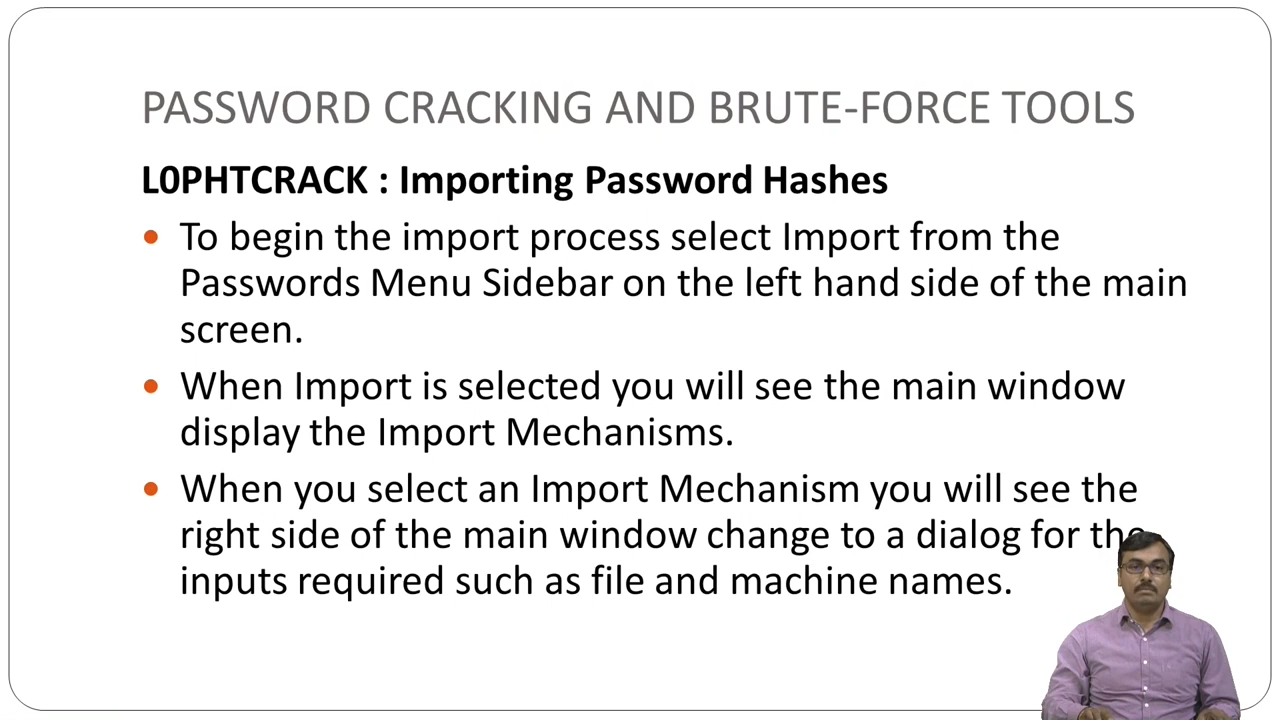 PASSWORD CRACKING AND BRUTE-FORCE TOOLS
L0PHTCRACK : Importing Password Hashes
• To begin the import process select Import from the
Passwords Menu Sidebar on the left hand side of the main
screen.
• When Import is selected you will see the main window
display the Import Mechanisms.
• When you select an Import Mechanism you will see the
right side of the main window change to a dialog for the
inputs required such as file and machine names.